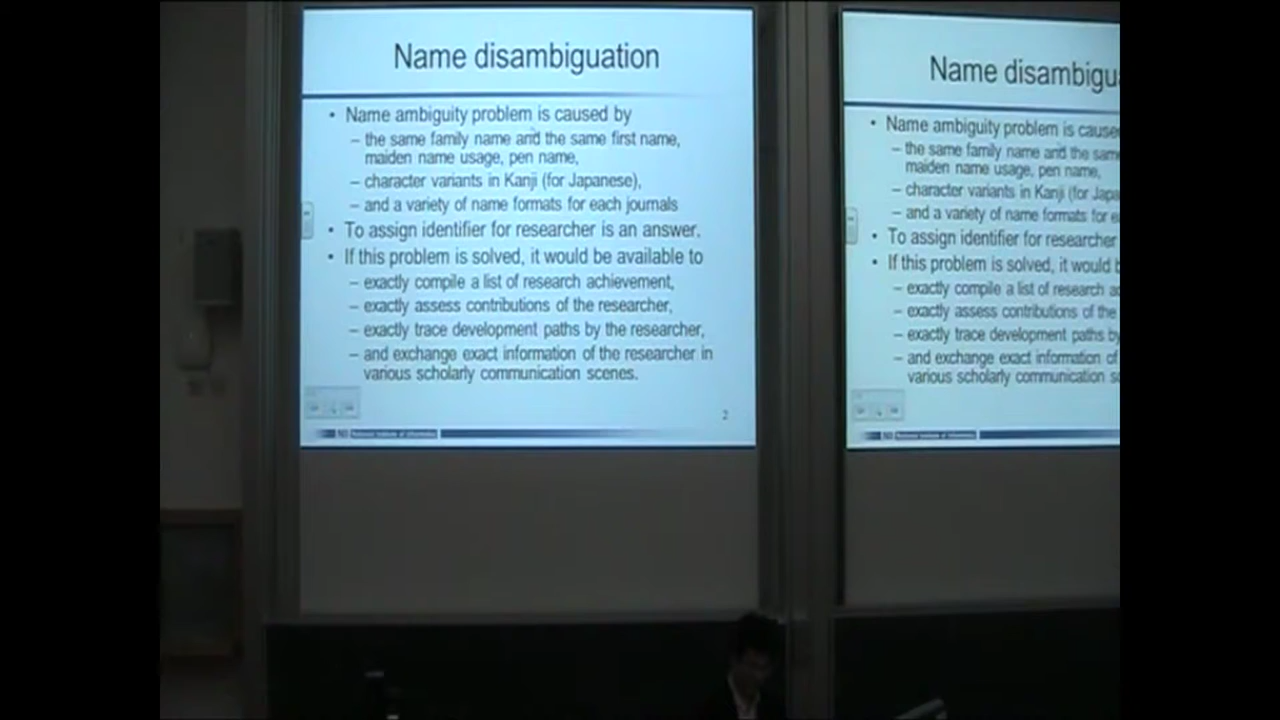 Name disambiguation
• Name ambiguity problem is caused by
– the same family name and the same first name,
maiden name usage, pen name,
– character variants in Kanji (for Japanese),
– and a variety of name formats for each journals
• To assign identifier for researcher is an answer.
• If this problem is solved, it would be available to
– exactly compile a list of research achievement,
– exactly assess contributions of the researcher,
– exactly trace development paths by the researcher,
– and exchange exact information of the researcher in
various scholarly communication scenes.
2
National Institute of Informatics
Name disambigua
• Name ambiguity problem is cause
– the same family name and the same
maiden name usage, pen name,
– character variants in Kanji (for Japa
– and a variety of name formats for e
• To assign identifier for researcher
• If this problem is solved, it would b
– exactly compile a list of research a
– exactly assess contributions of the
– exactly trace development paths by
– and exchange exact information of
various scholarly communication s
National Institute of Informatics